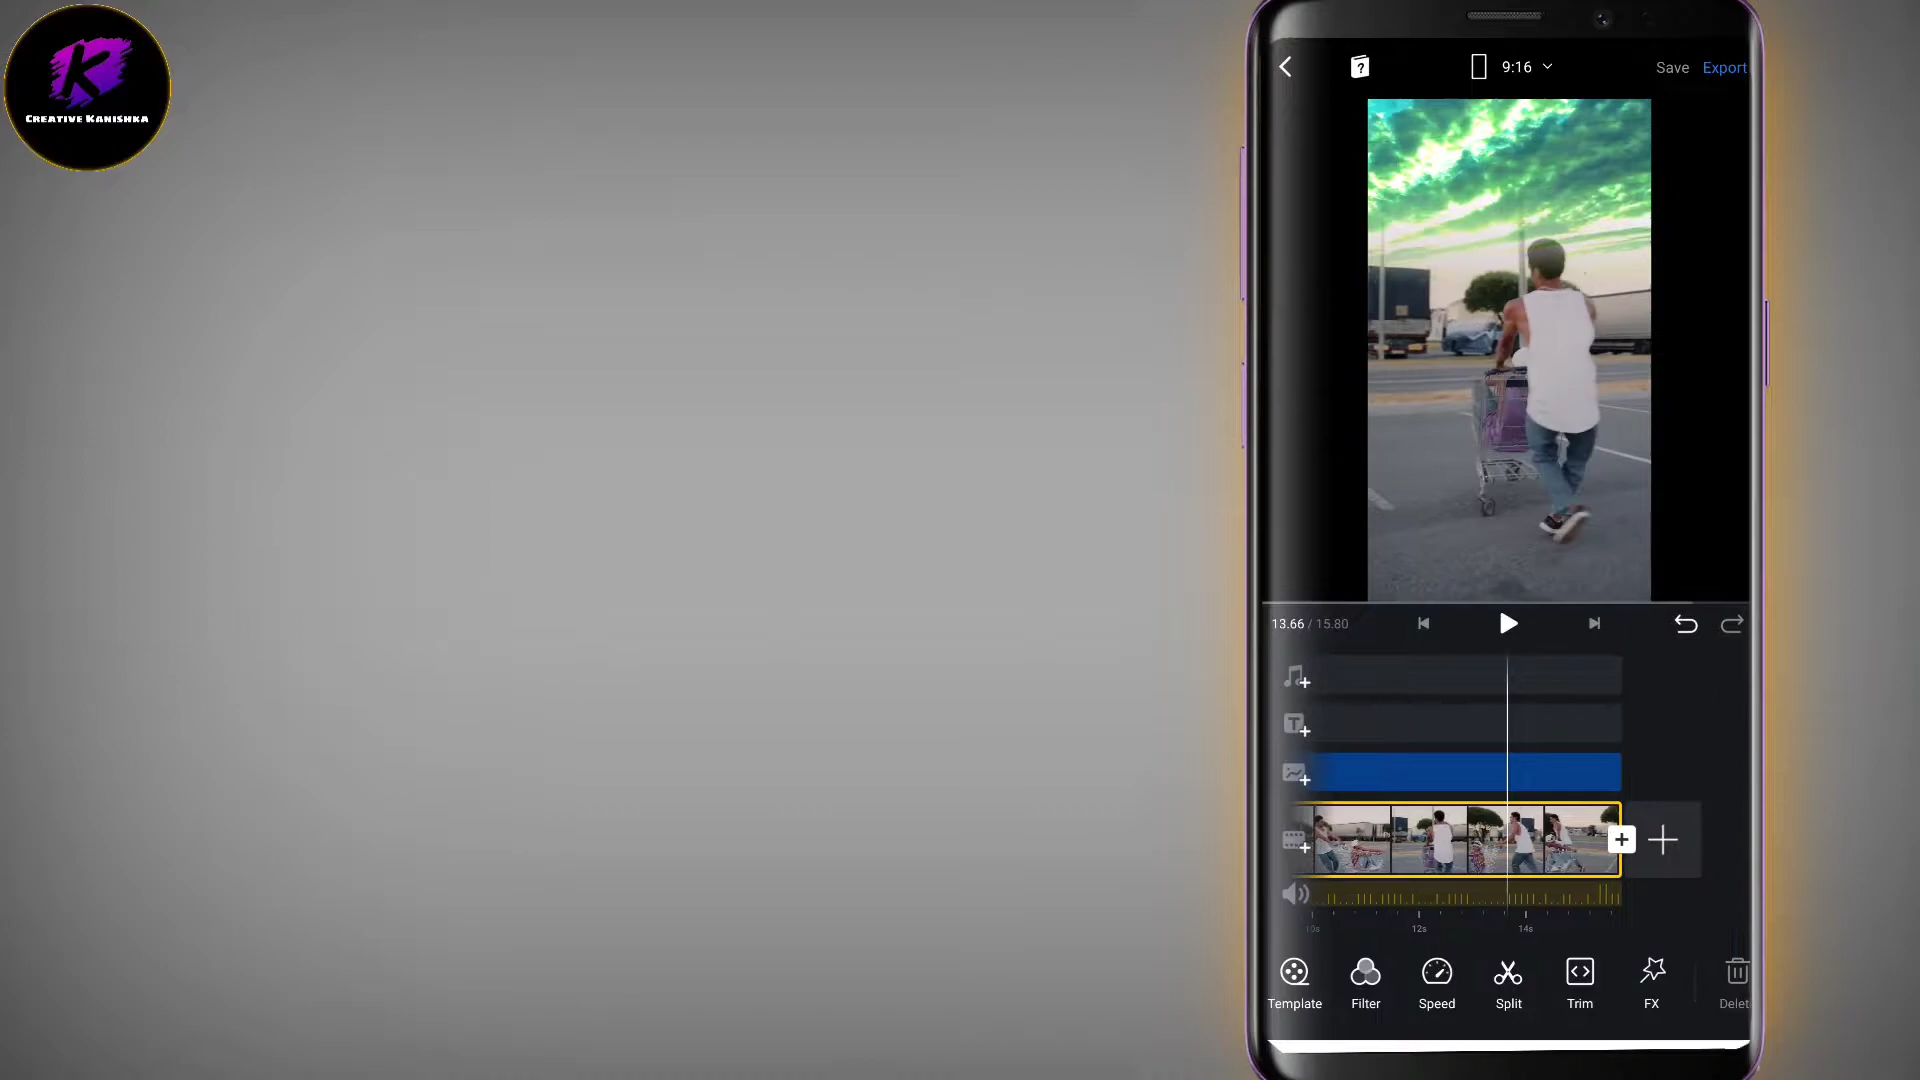 K
CREATIVE KANISHKA
9:16
Save
Export
13.66 / 15.80
T
10s
12s
14s
Template
Filter
Speed
Split
Trim
FX
Delet